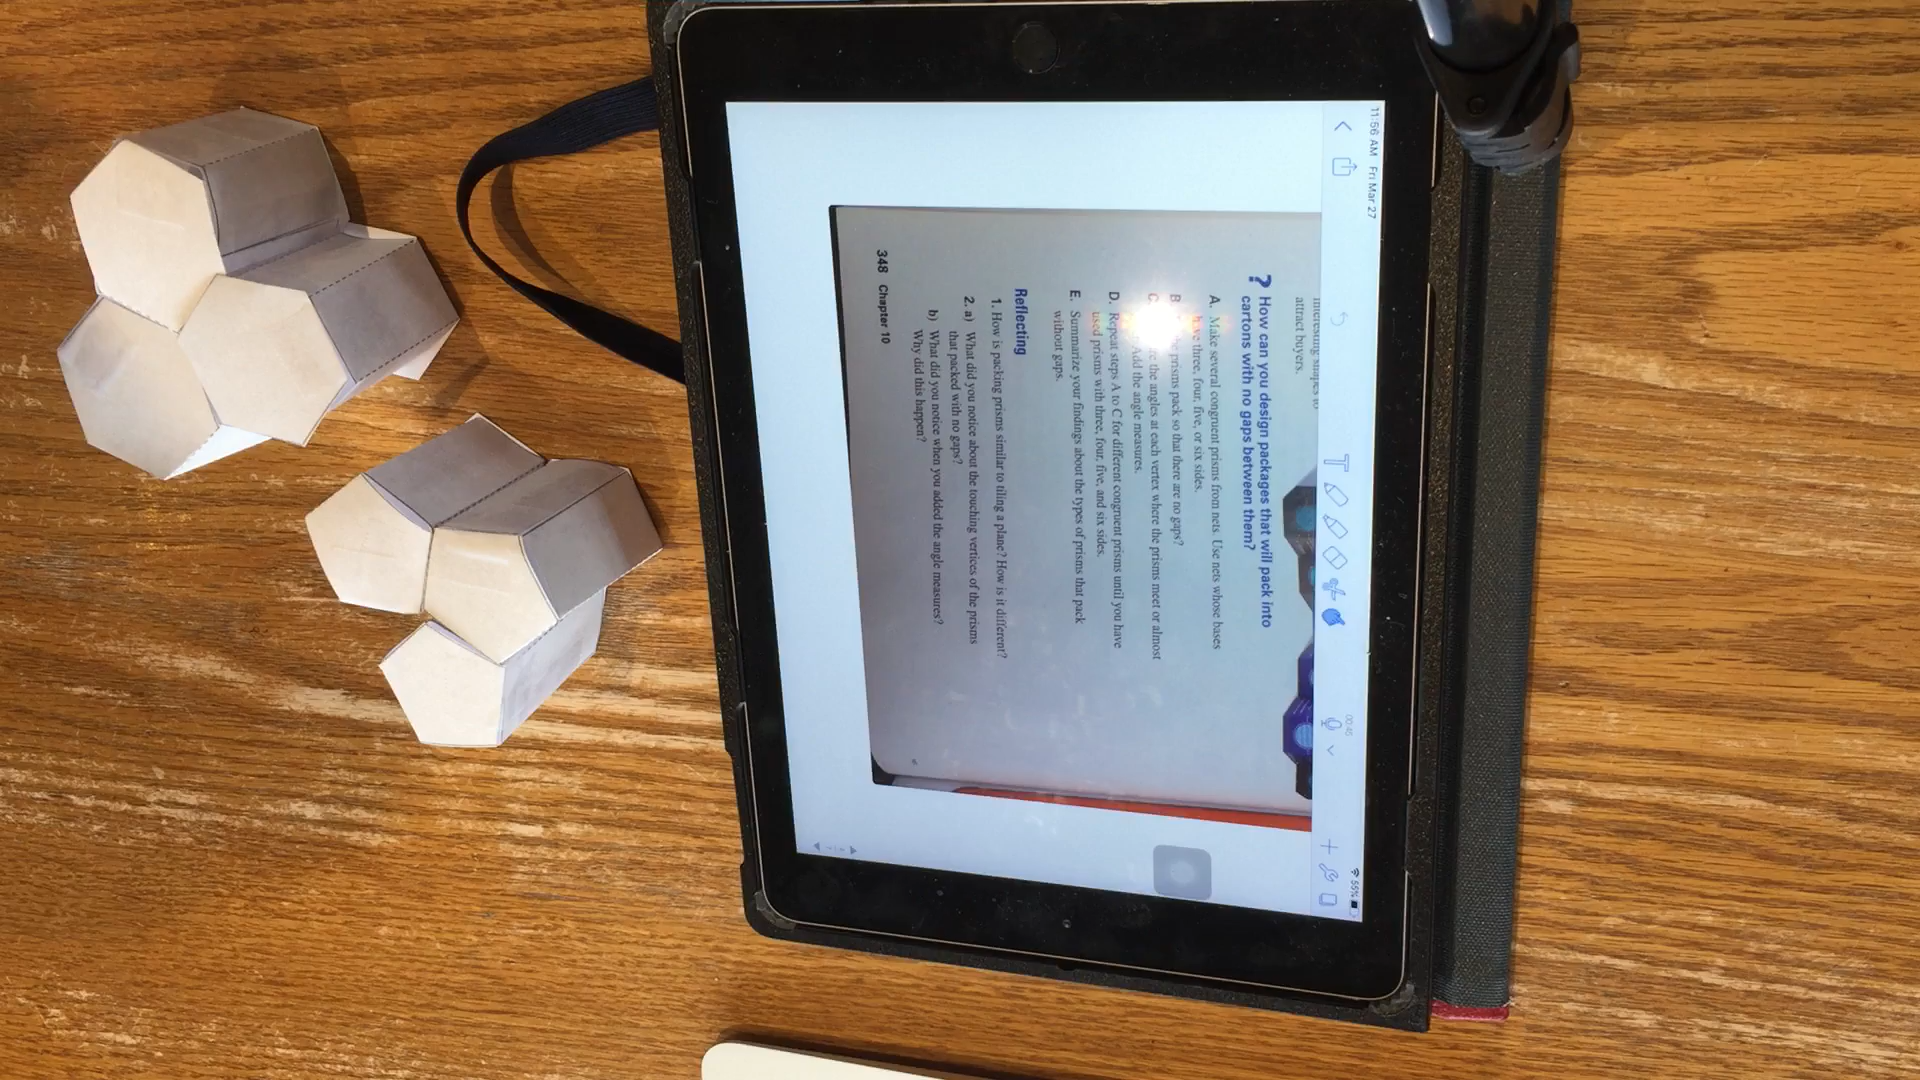 11:56 AM Fri Mar 27
55%
00:45
T
interesting shapes to
attract buyers.
? How can you design packages that will pack into
cartons with no gaps between them?
A. Make several congruent prisms from nets. Use nets whose bases
have three, four, five, or six sides.
B. prisms pack so that there are no gaps?
C. the angles at each vertex where the prisms meet or almost
Add the angle measures.
D. Repeat steps A to C for different congruent prisms until you have
used prisms with three, four, five, and six sides.
E. Summarize your findings about the types of prisms that pack
without gaps.
Reflecting
1. How is packing prisms similar to tiling a plane? How is it different?
2. a) What did you notice about the touching vertices of the prisms
that packed with no gaps?
b) What did you notice when you added the angle measures?
Why did this happen?
348 Chapter 10